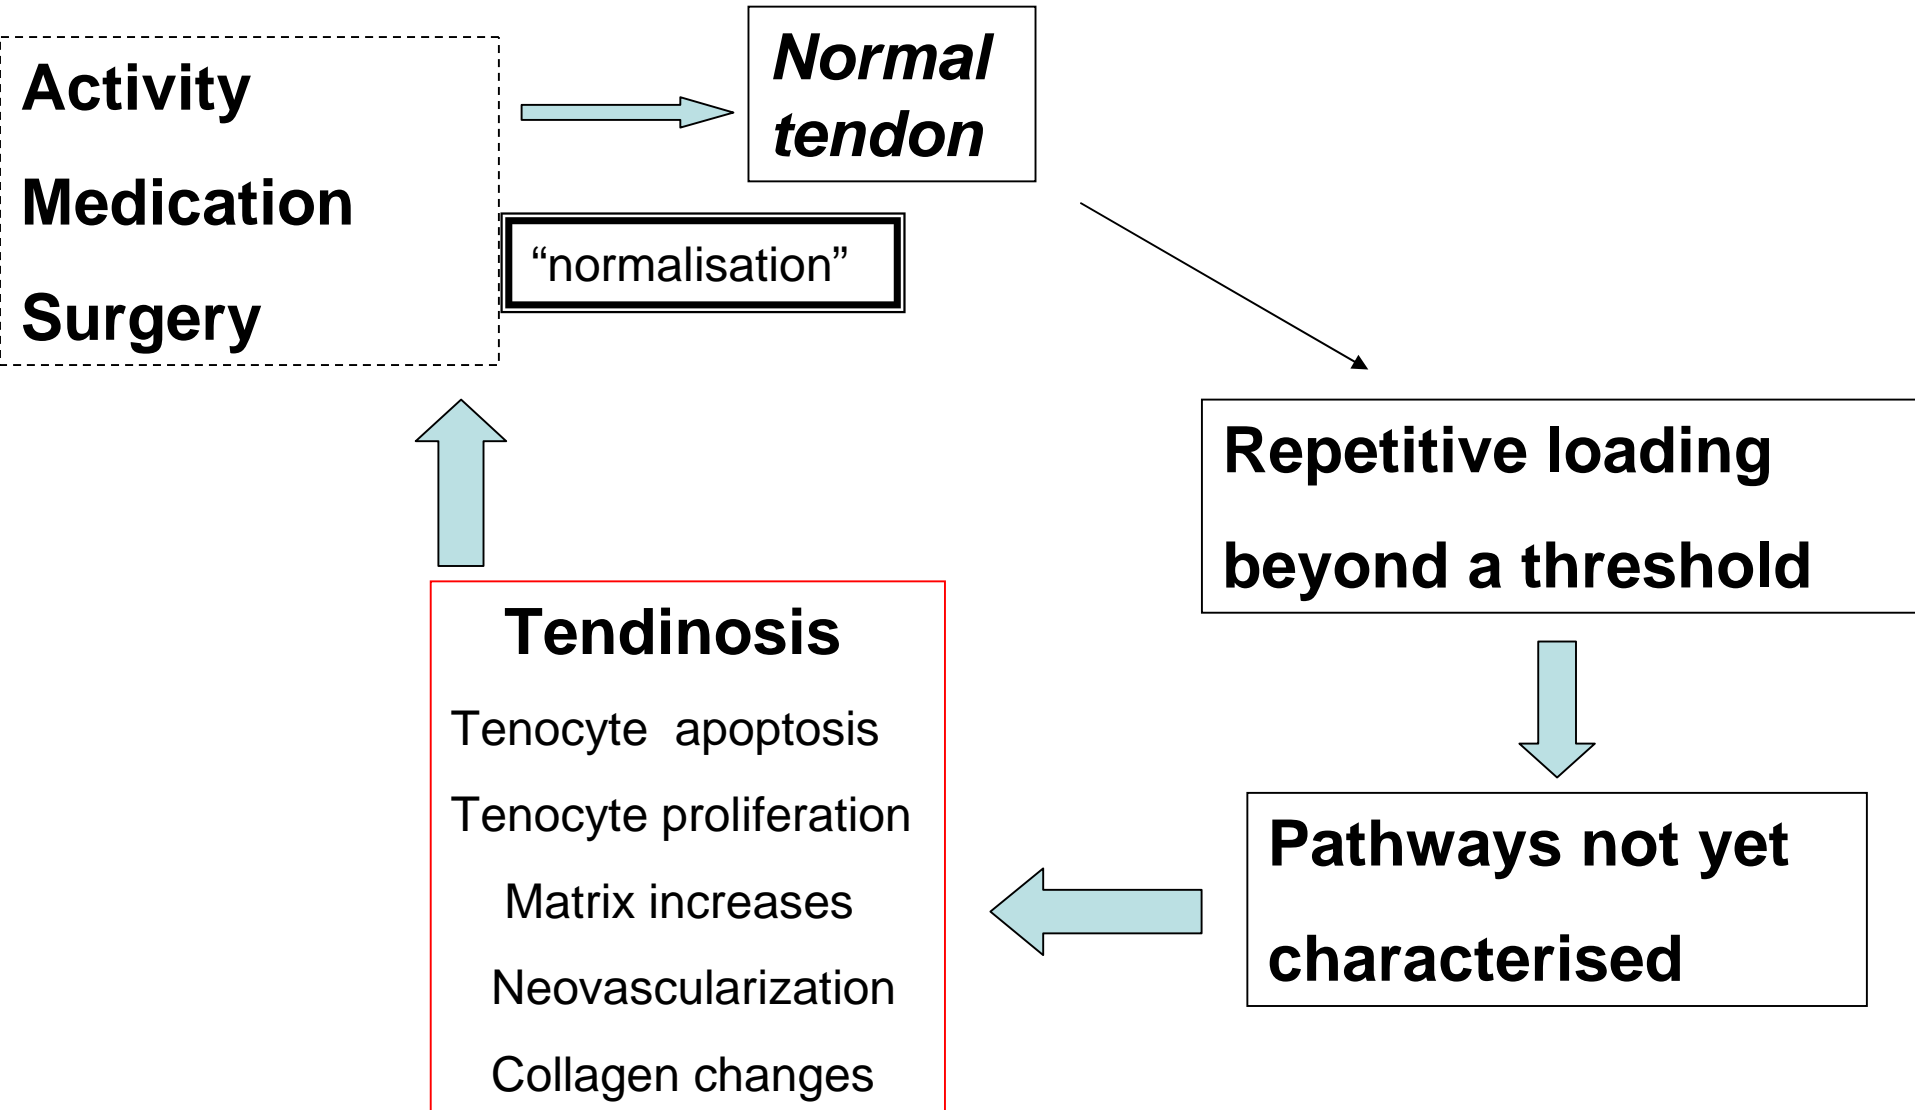 Activity
Medication
Surgery
Normal
tendon
“normalisation”
Repetitive loading
beyond a threshold
Pathways not yet
characterised
Tendinosis
Tenocyte apoptosis
Tenocyte proliferation
Matrix increases
Neovascularization
Collagen changes